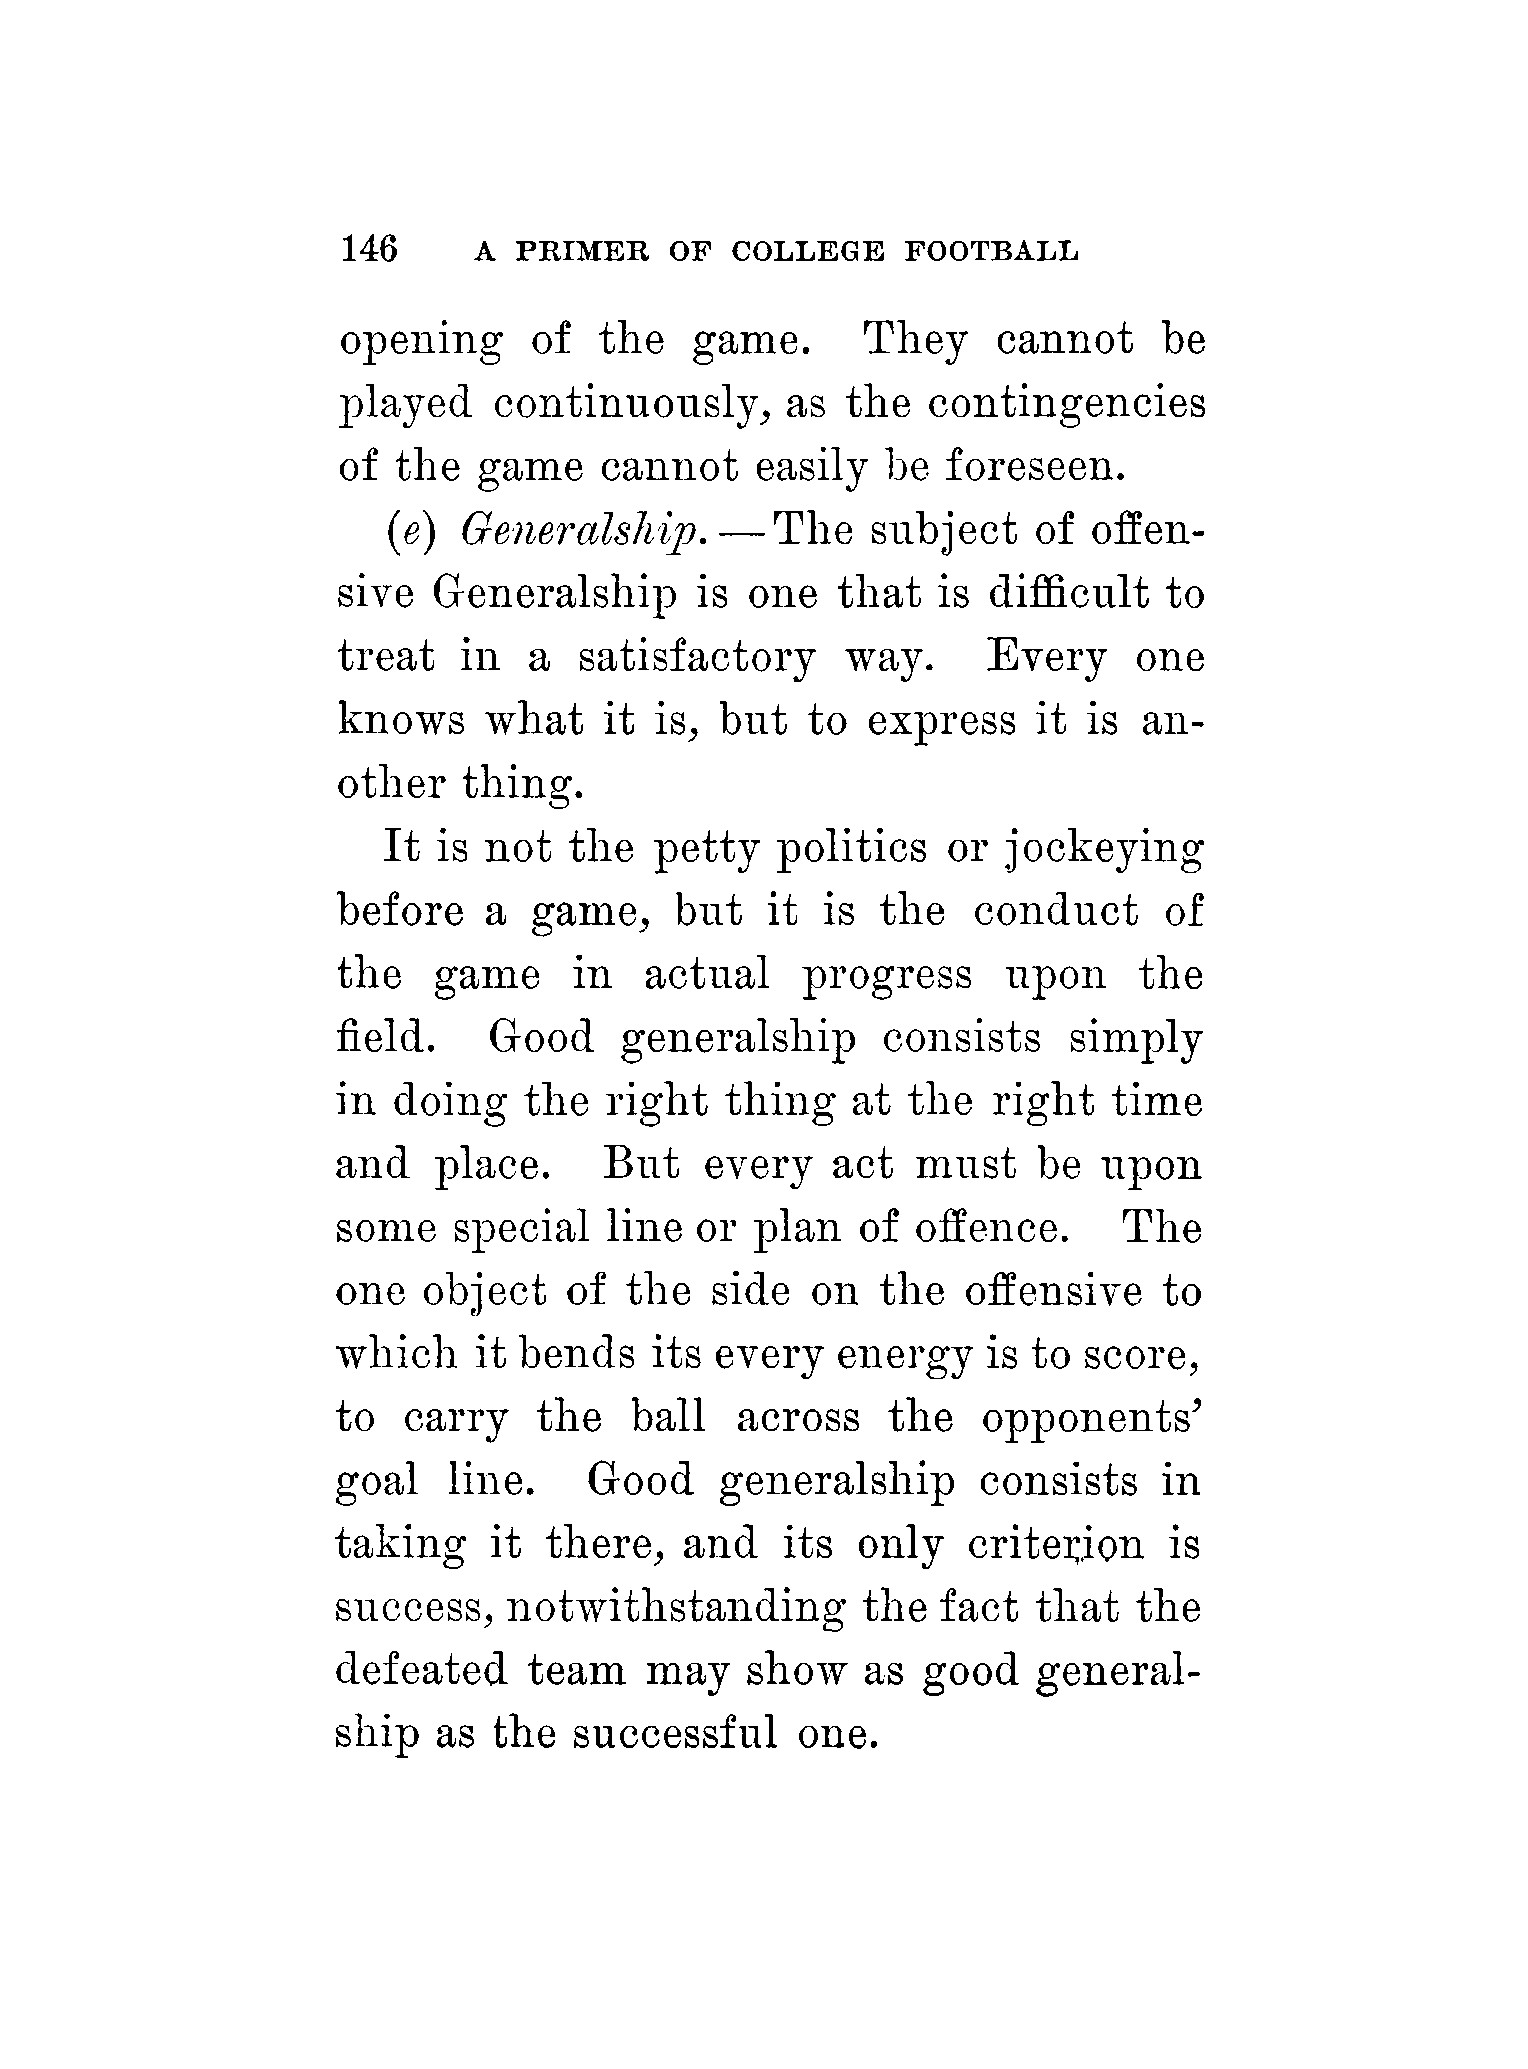 146 A PRIMER OF COLLEGE FOOTBALL
opening of the game. They cannot be
played continuously, as the contingencies
of the game cannot easily be foreseen.
(e) Generalship.—The subject of offen-
sive Generalship is one that is difficult to
treat in a satisfactory way. Every one
knows what it is, but to express it is an-
other thing.
It is not the petty politics or jockeying
before a game, but it is the conduct of
the game in actual progress upon the
field. Good generalship consists simply
in doing the right thing at the right time
and place. But every act must be upon
some special line or plan of offence. The
one object of the side on the offensive to
which it bends its every energy is to score,
to carry the ball across the opponents’
goal line. Good generalship consists in
taking it there, and its only criterion is
success, notwithstanding the fact that the
defeated team may show as good general-
ship as the successful one.